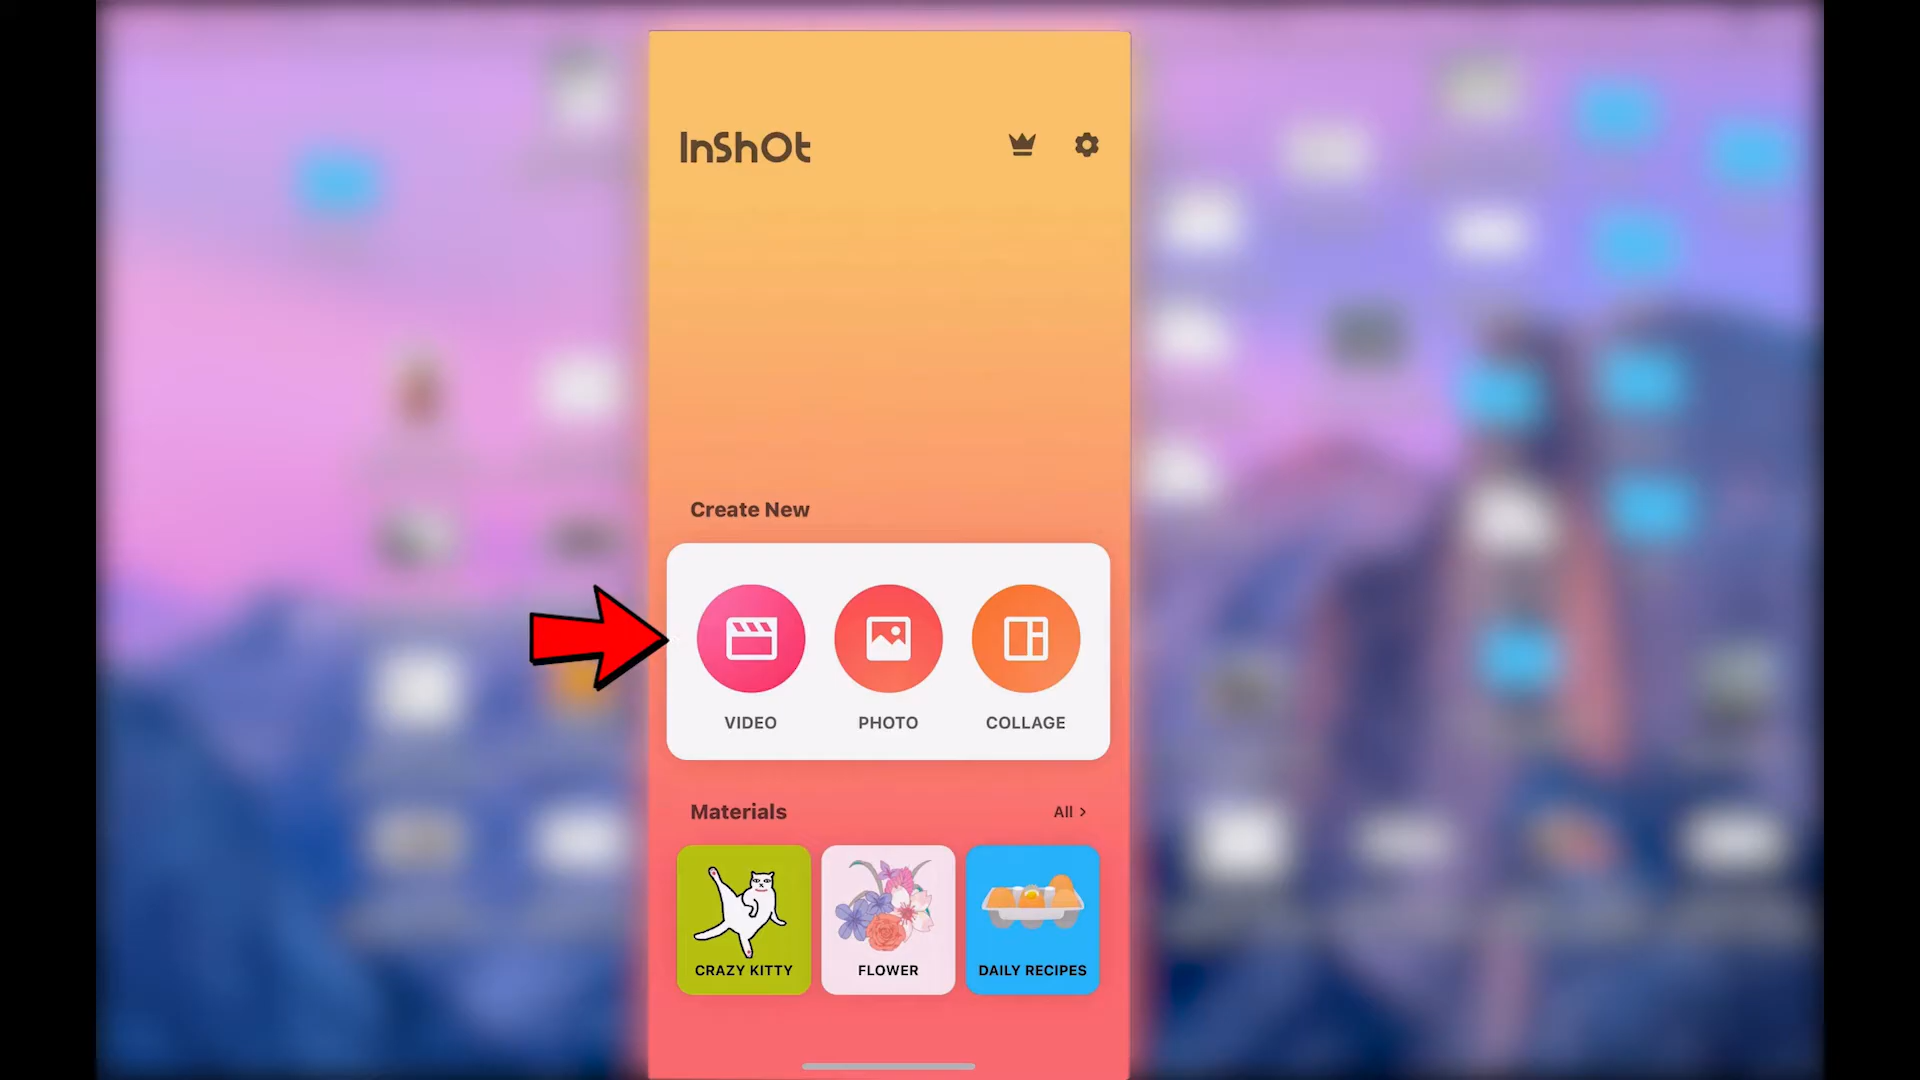 InShOt
Create New
VIDEO
PHOTO
COLLAGE
Materials
All >
CRAZY KITTY
FLOWER
DAILY RECIPES